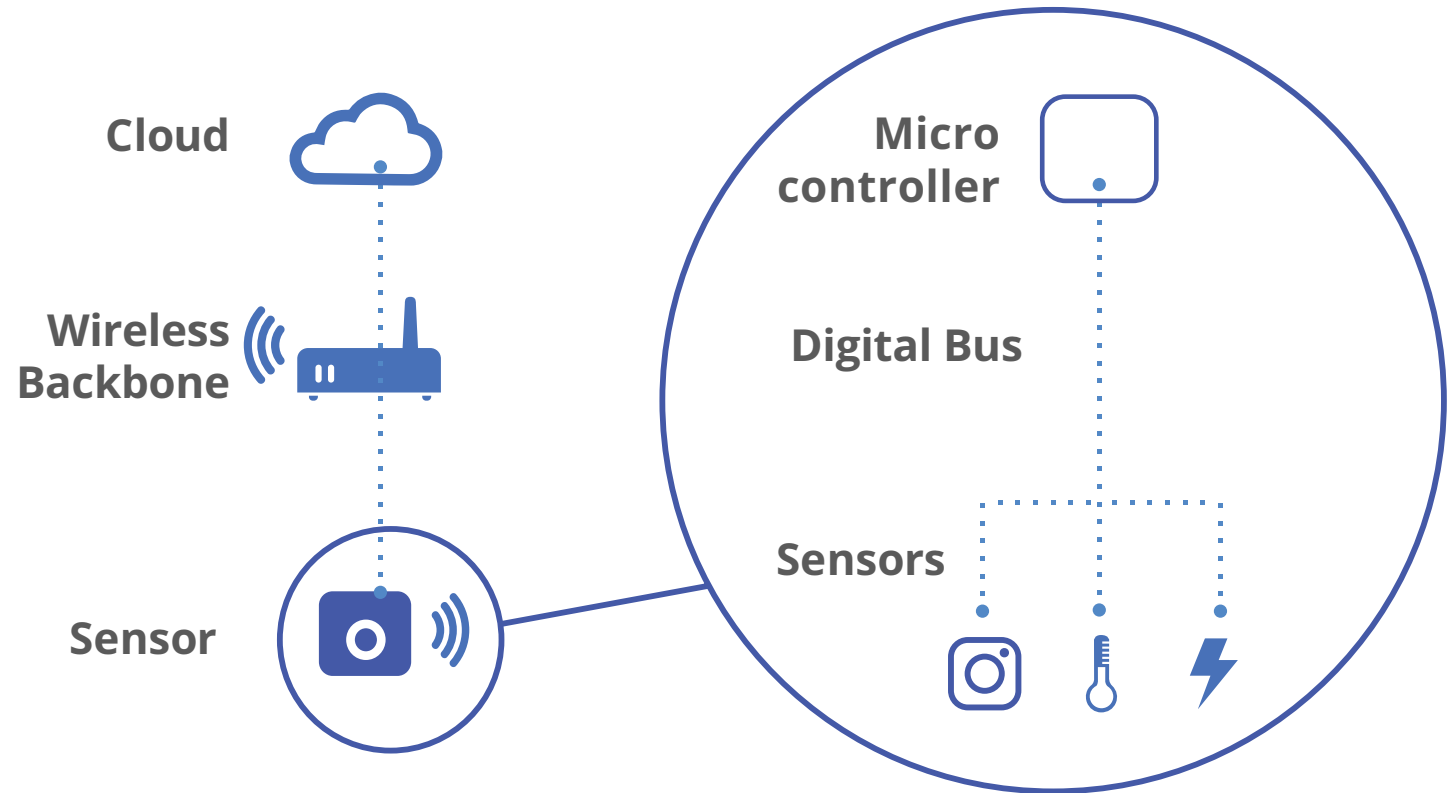 Cloud
Wireless
Backbone
Sensor
Micro
controller
Digital Bus
Sensors